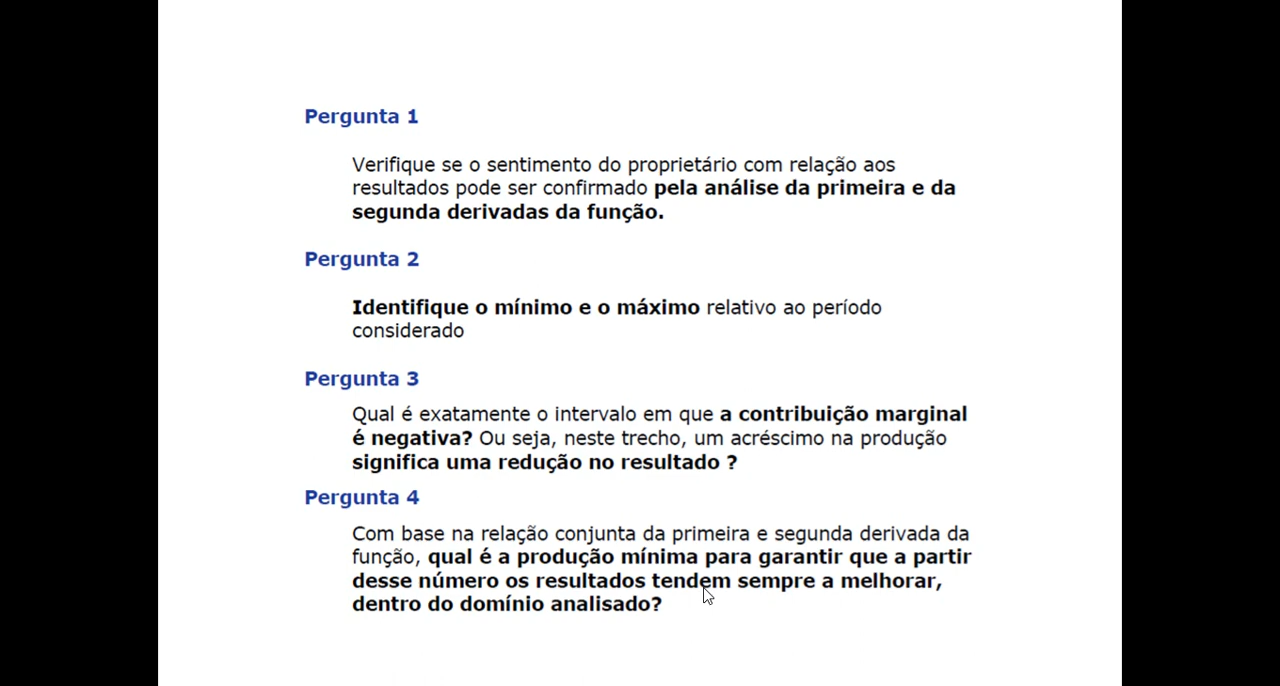 Pergunta 1
Verifique se o sentimento do proprietário com relação aos
resultados pode ser confirmado pela análise da primeira e da
segunda derivadas da função.
Pergunta 2
Identifique o mínimo e o máximo relativo ao período
considerado
Pergunta 3
Qual é exatamente o intervalo em que a contribuição marginal
é negativa? Ou seja, neste trecho, um acréscimo na produção
significa uma redução no resultado ?
Pergunta 4
Com base na relação conjunta da primeira e segunda derivada da
função, qual é a produção mínima para garantir que a partir
desse número os resultados tendem sempre a melhorar,
dentro do domínio analisado?